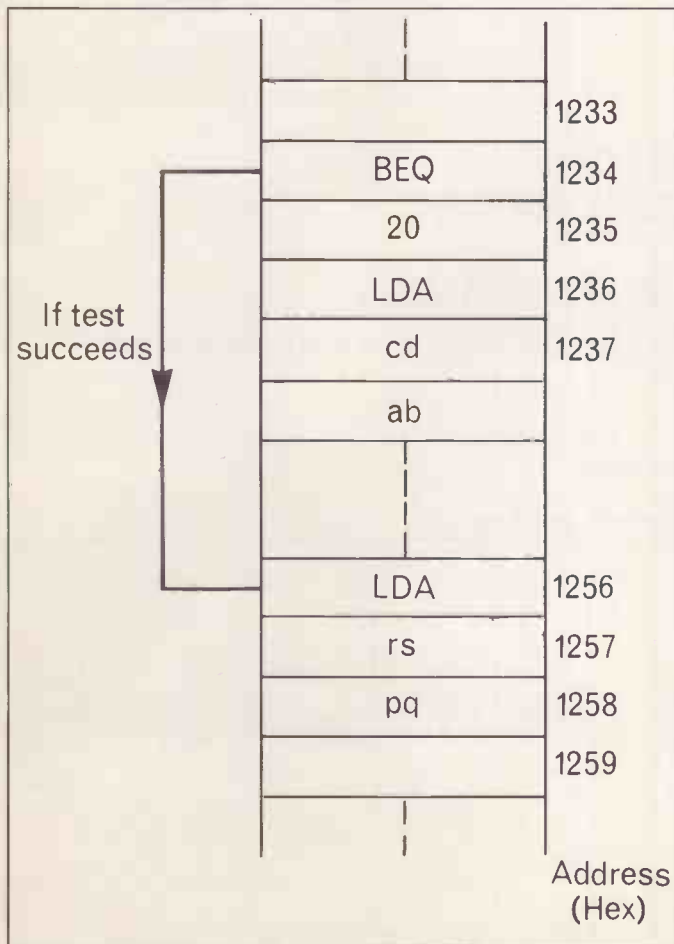 1233
BEQ 1234
20 1235
LDA 1236
If test
succeeds
cd 1237
ab
LDA 1256
rs 1257
pq 1258
1259
Address
(Hex)